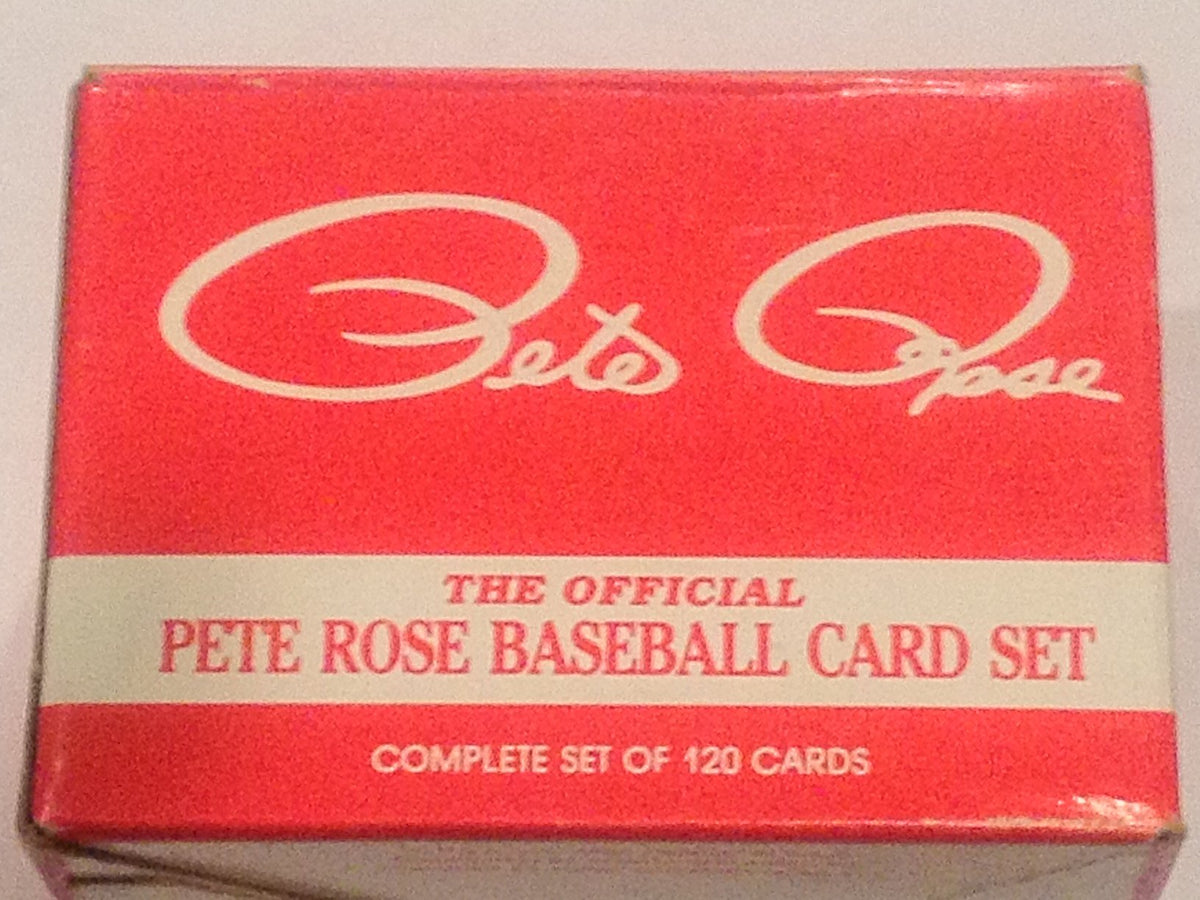 Pete Rose
THE OFFICIAL
PETE ROSE BASEBALL CARD SET
COMPLETE SET OF 120 CARDS